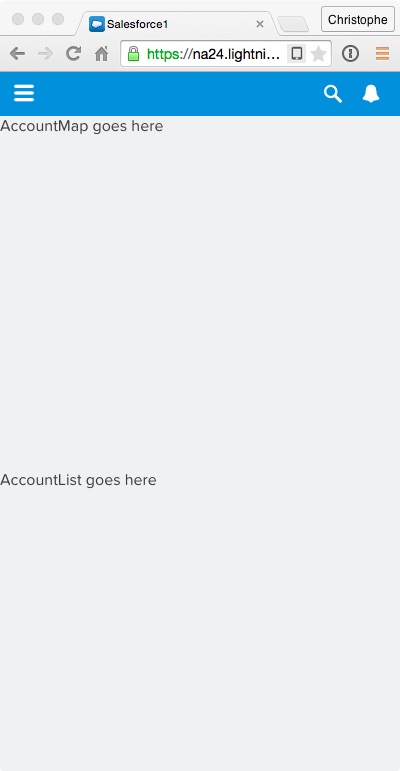 Salesforce1
Christophe
https://na24.lightni...
AccountMap goes here
AccountList goes here